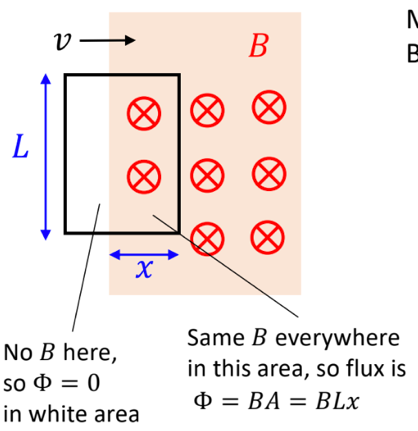 N
v
B
B
L
x
No B here,
so Φ = 0
in white area
Same B everywhere
in this area, so flux is
Φ = BA = BLx